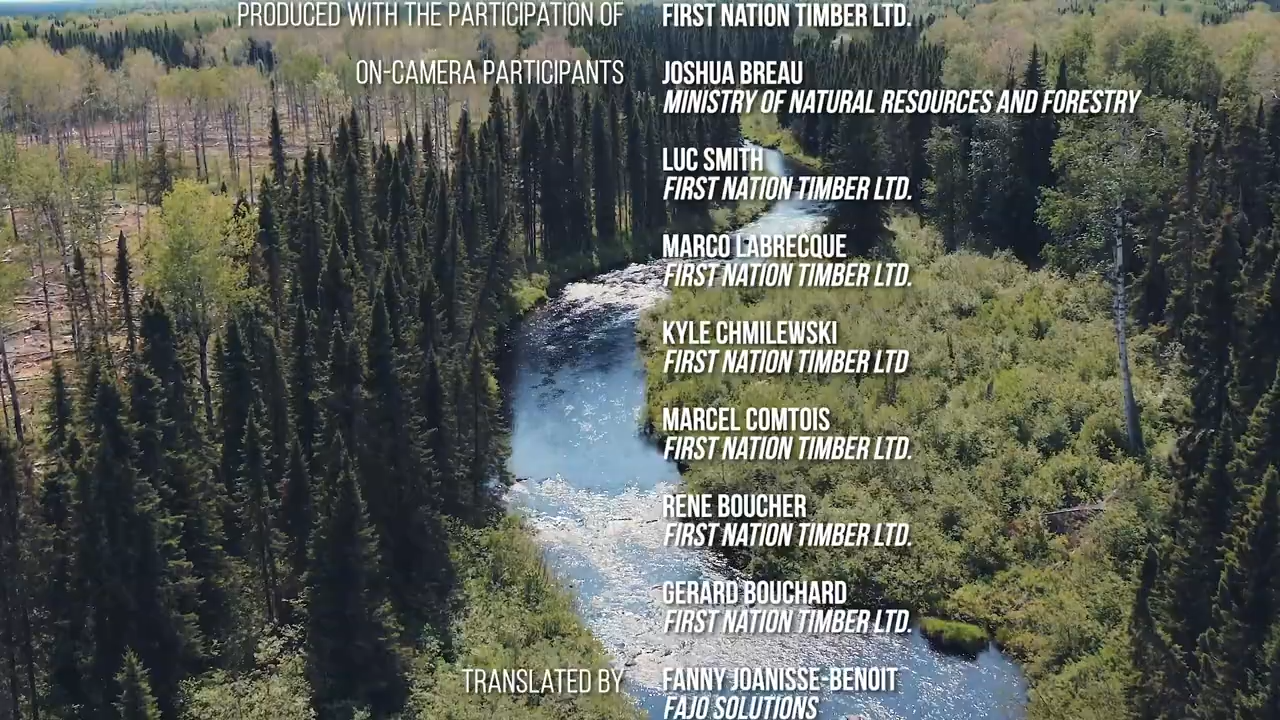 PRODUCED WITH THE PARTICIPATION OF FIRST NATION TIMBER LTD.
ON-CAMERA PARTICIPANTS JOSHUA BREAU
MINISTRY OF NATURAL RESOURCES AND FORESTRY
LUC SMITH
FIRST NATION TIMBER LTD.
MARCO LABRECQUE
FIRST NATION TIMBER LTD.
KYLE CHMILEWSKI
FIRST NATION TIMBER LTD
MARCEL COMTOIS
FIRST NATION TIMBER LTD.
RENE BOUCHER
FIRST NATION TIMBER LTD.
GERARD BOUCHARD
FIRST NATION TIMBER LTD.
TRANSLATED BY FANNY JOANISSE-BENOIT
FAJO SOLUTIONS